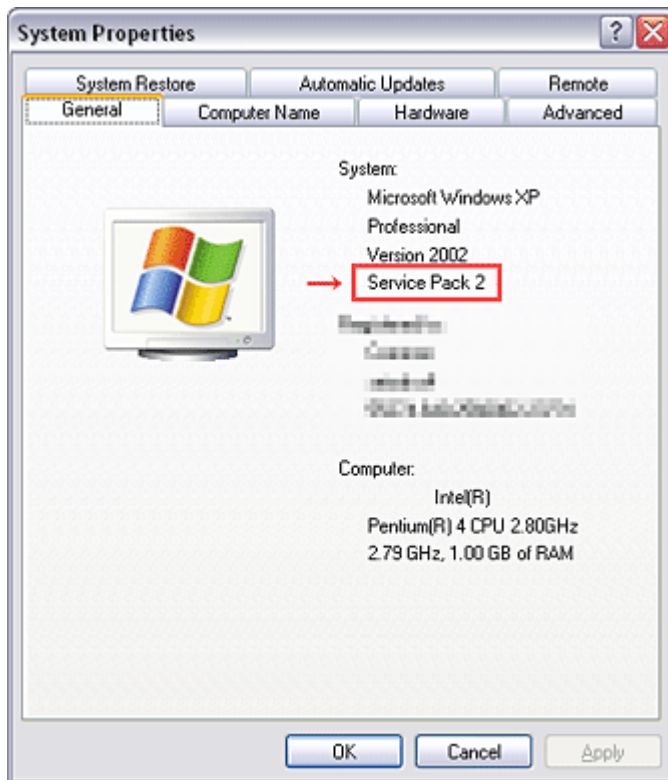 System Properties
System Restore Automatic Updates Remote
General Computer Name Hardware Advanced
System:
Microsoft Windows XP
Professional
Version 2002
Service Pack 2
Computer:
Intel(R)
Pentium(R) 4 CPU 2.80GHz
2.79 GHz, 1.00 GB of RAM
OK Cancel Apply